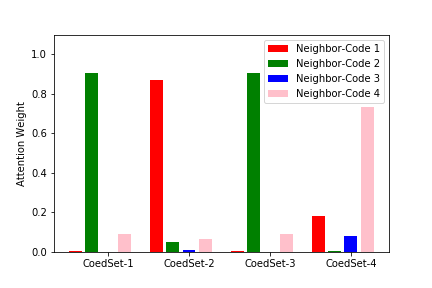 Neighbor-Code 1
Neighbor-Code 2
Neighbor-Code 3
Neighbor-Code 4
1.0
0.8
0.6
0.4
0.2
0.0
Attention Weight
CoedSet-1 CoedSet-2 CoedSet-3 CoedSet-4